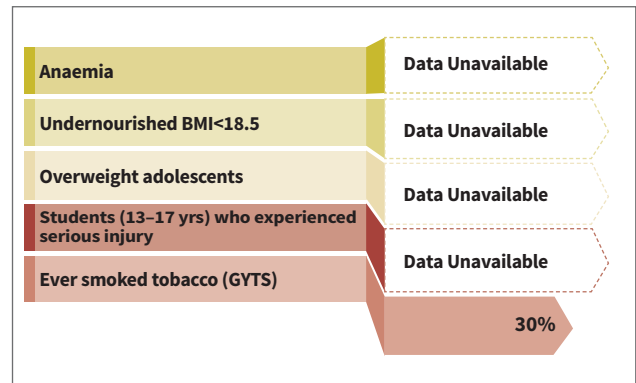 Anaemia
Data Unavailable
Undernourished BMI<18.5
Data Unavailable
Overweight adolescents
Data Unavailable
Students (13–17 yrs) who experienced
serious injury
Data Unavailable
Ever smoked tobacco (GYTS)
30%